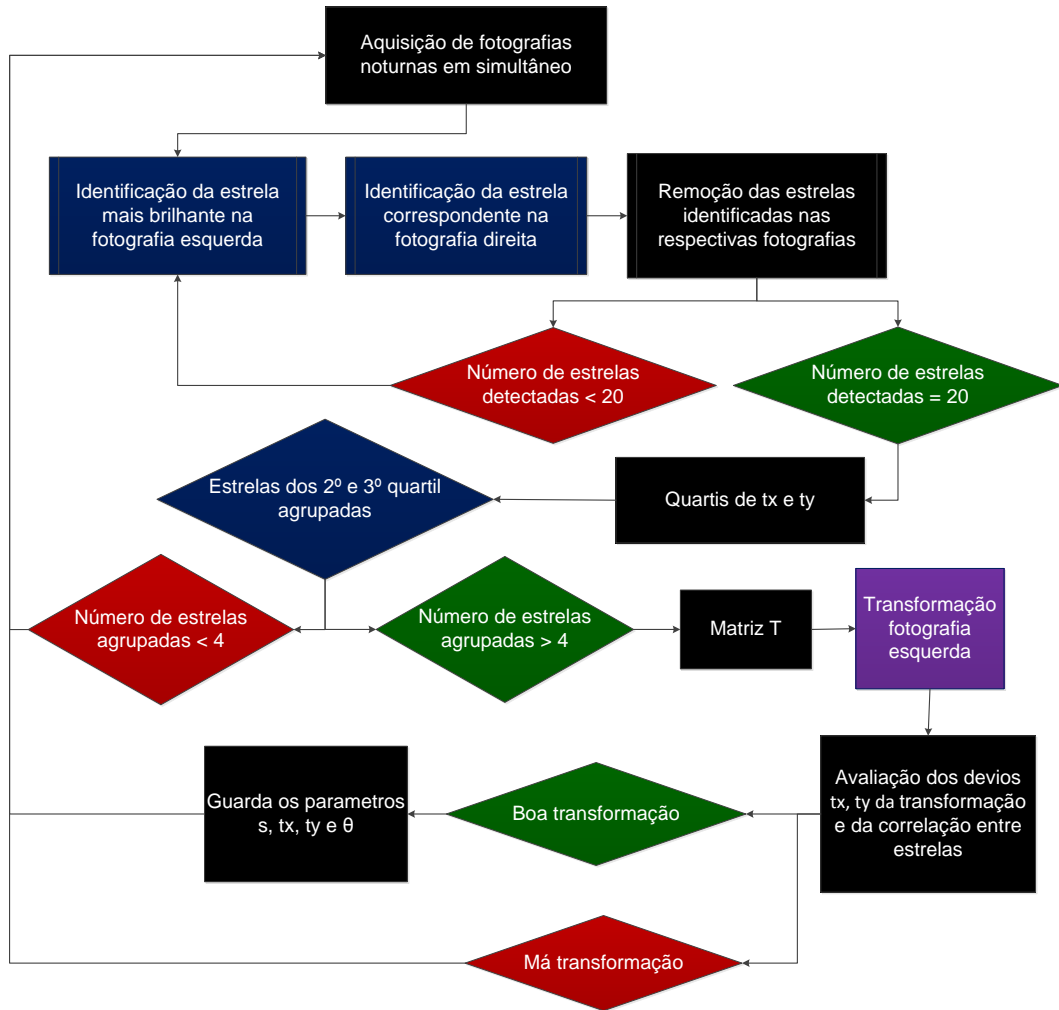 Aquisição de fotografias
noturnas em simultâneo
Identificação da estrela
mais brilhante na
fotografia esquerda
Identificação da estrela
correspondente na
fotografia direita
Remoção das estrelas
identificadas nas
respectivas fotografias
Número de estrelas
detectadas < 20
Número de estrelas
detectadas = 20
Estrelas dos 2º e 3º quartil
agrupadas
Quartis de tx e ty
Número de estrelas
agrupadas < 4
Número de estrelas
agrupadas > 4
Matriz T
Transformação
fotografia
esquerda
Guarda os parametros
s, tx, ty e θ
Boa transformação
Avaliação dos devios
tx, ty da transformação
e da correlação entre
estrelas
Má transformação